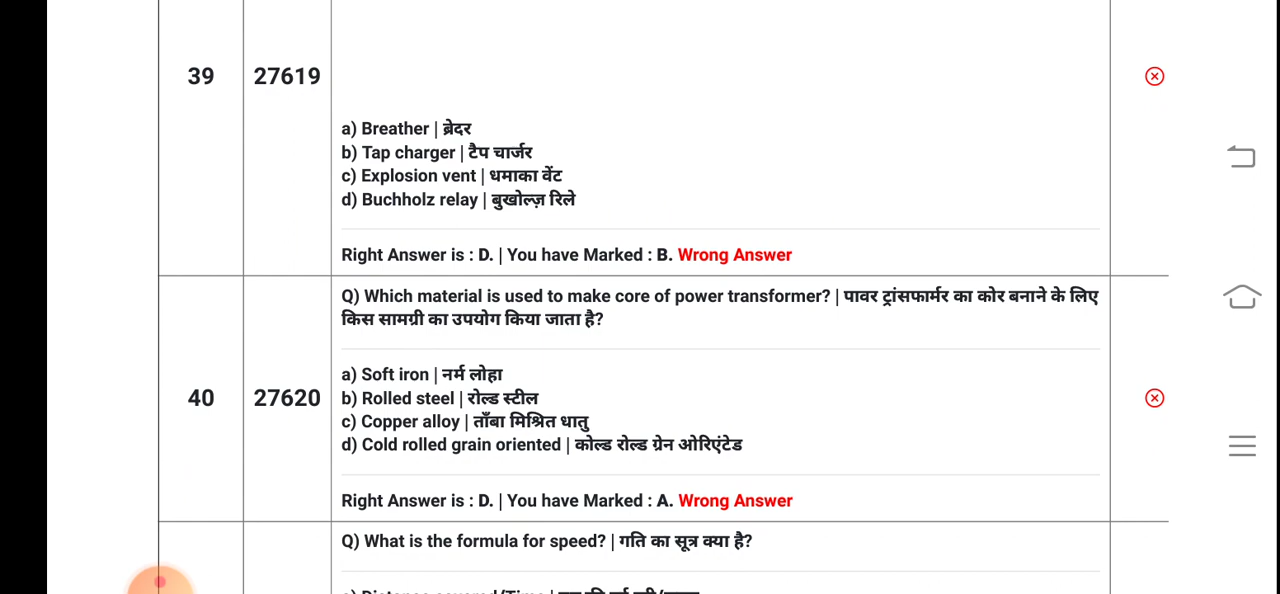 39
27619
a) Breather | ब्रेदर
b) Tap charger | टैप चार्जर
c) Explosion vent | धमाका वेंट
d) Buchholz relay | बुखोल्ज़ रिले
Right Answer is : D. | You have Marked : B. Wrong Answer
40
27620
Q) Which material is used to make core of power transformer? | पावर ट्रांसफार्मर का कोर बनाने के लिए
किस सामग्री का उपयोग किया जाता है?
a) Soft iron | नर्म लोहा
b) Rolled steel | रोल्ड स्टील
c) Copper alloy | ताँबा मिश्रित धातु
d) Cold rolled grain oriented | कोल्ड रोल्ड ग्रेन ओरिएंटेड
Right Answer is : D. | You have Marked : A. Wrong Answer
Q) What is the formula for speed? | गति का सूत्र क्या है?